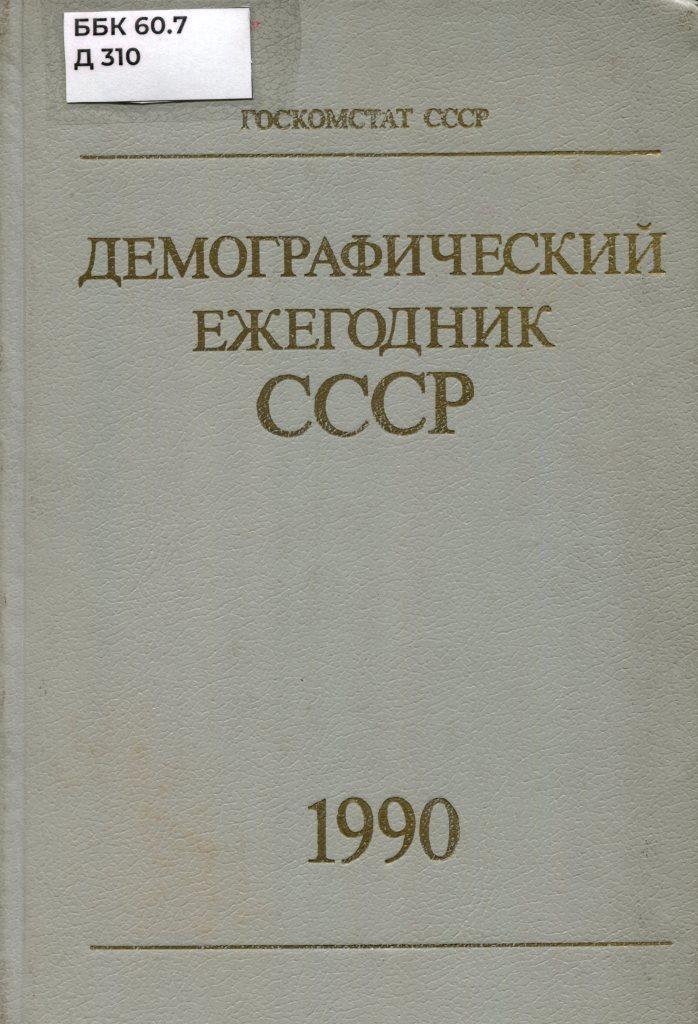 ББК 60.7
Д 310
ГОСКОМСТАТ СССР
ДЕМОГРАФИЧЕСКИЙ
ЕЖЕГОДНИК
СССР
1990